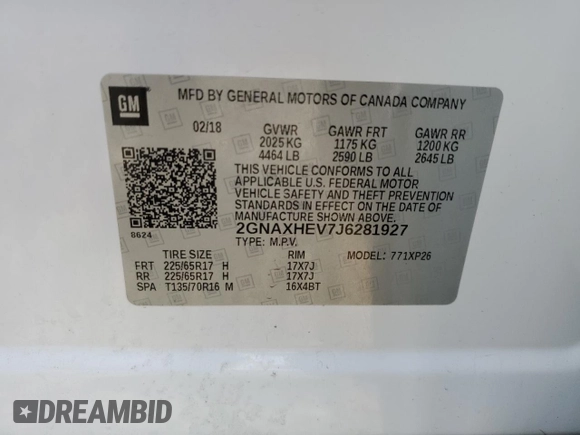 GM
MFD BY GENERAL MOTORS OF CANADA COMPANY
02/18 GVWR GAWR FRT GAWR RR
2025 KG 1175 KG 1200 KG
4464 LB 2590 LB 2645 LB
THIS VEHICLE CONFORMS TO ALL
APPLICABLE U.S. FEDERAL MOTOR
VEHICLE SAFETY AND THEFT PREVENTION
STANDARDS IN EFFECT ON THE DATE OF
MANUFACTURE SHOWN ABOVE.
8624 2GNAXHEV7J6281927
TYPE: M.P.V. MODEL: 771XP26
TIRE SIZE RIM
FRT 225/65R17 H 17X7J
RR 225/65R17 H 17X7J
SPA T135/70R16 M 16X4BT
DREAMBID